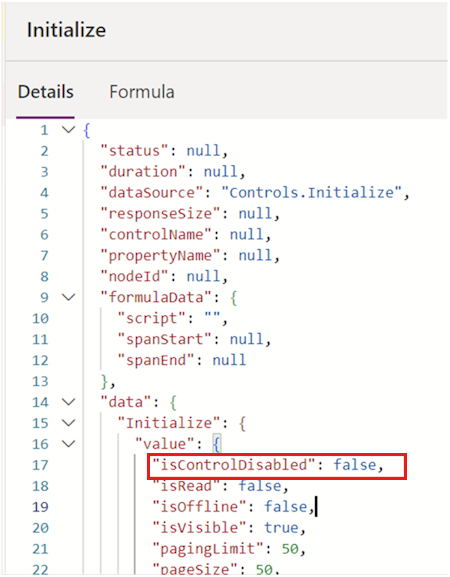 Initialize
Details Formula
1 {
2 "status": null,
3 "duration": null,
4 "dataSource": "Controls.Initialize",
5 "responseSize": null,
6 "controlName": null,
7 "propertyName": null,
8 "nodeId": null,
9 "formulaData": {
10 "script": "",
11 "spanStart": null,
12 "spanEnd": null
13 },
14 "data": {
15 "Initialize": {
16 "value": {
17 "isControlDisabled": false,
18 "isRead": false,
19 "isOffline": false,
20 "isVisible": true,
21 "pagingLimit": 50,
22 "pageSize": 50,